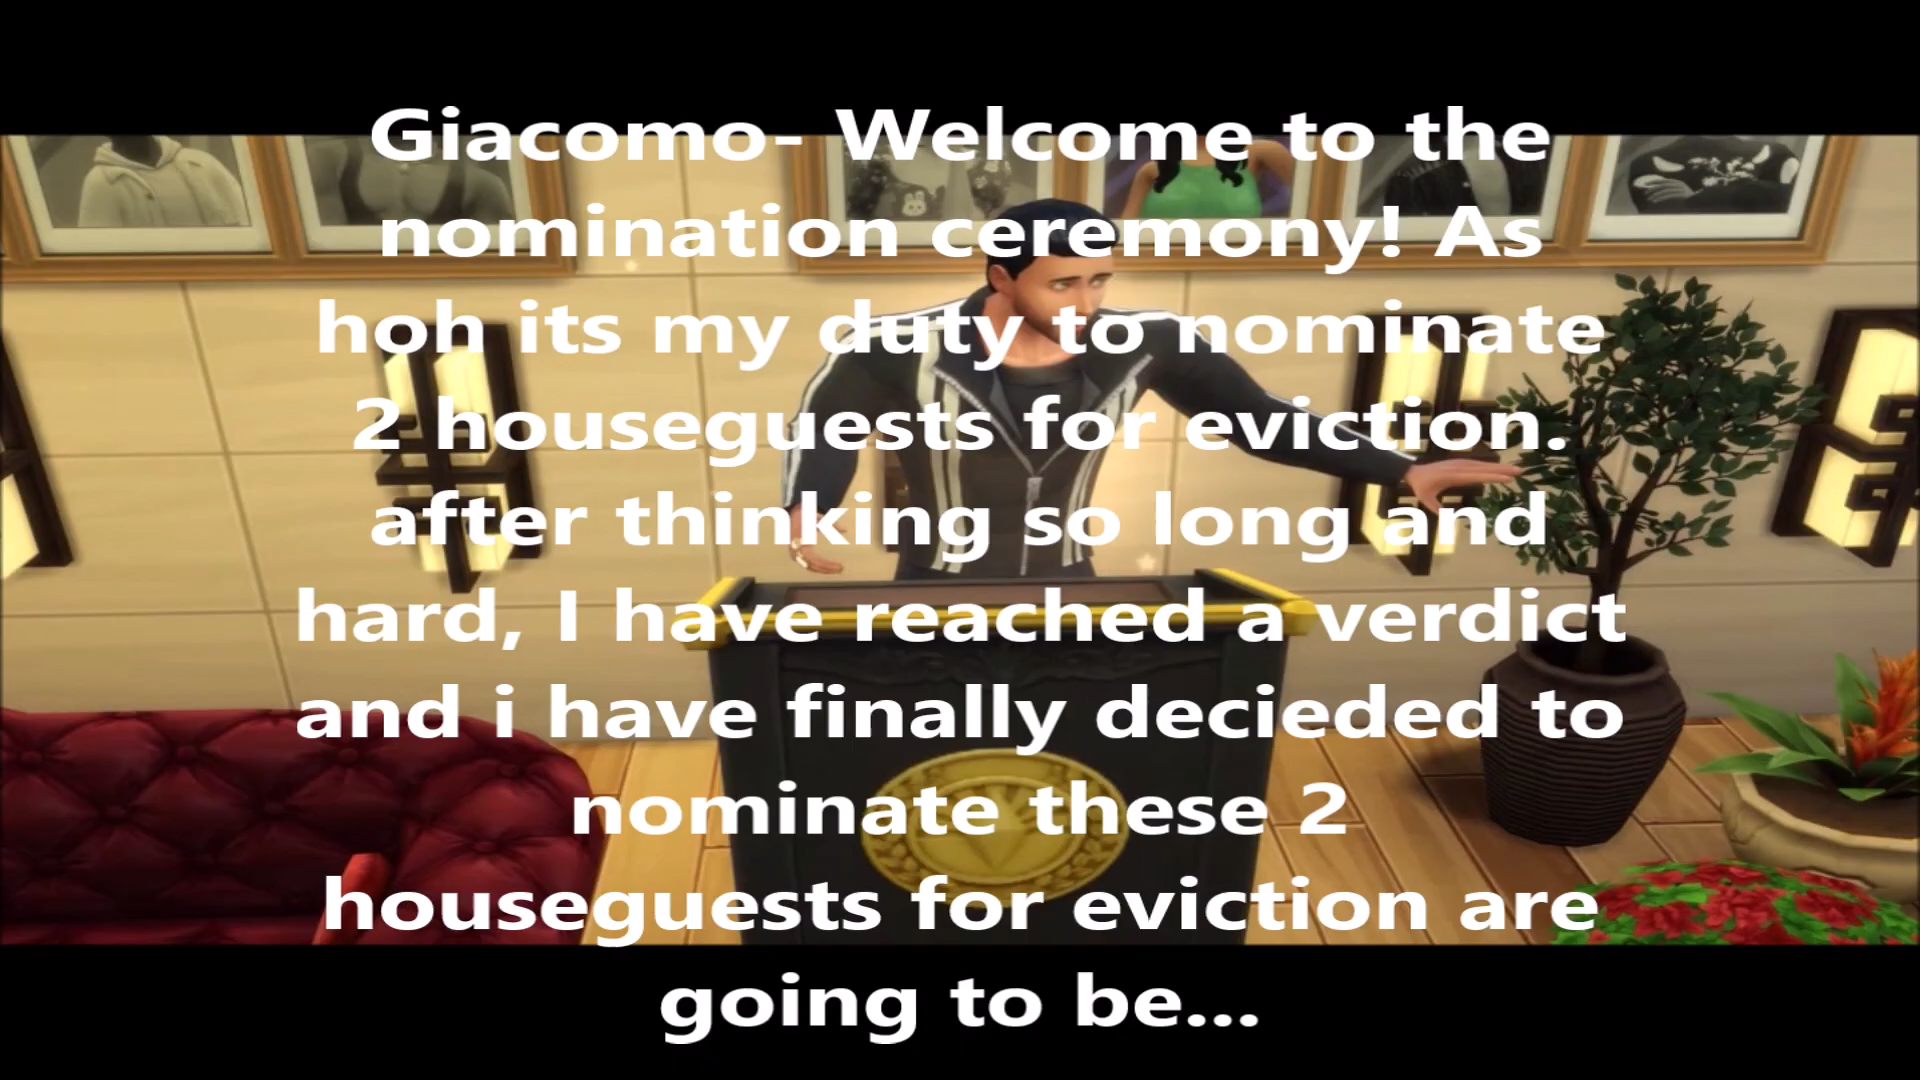 Giacomo- Welcome to the
nomination ceremony! As
hoh its my duty to nominate
2 houseguests for eviction.
after thinking so long and
hard, I have reached a verdict
and i have finally decieded to
nominate these 2
houseguests for eviction are
going to be...